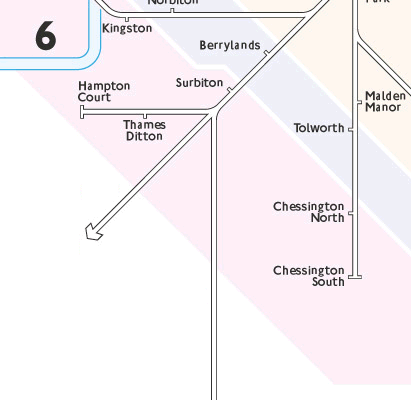 Norbiton
Park
Kingston
6
Berrylands
Surbiton
Hampton
Court
Malden
Manor
Thames
Ditton
Tolworth
Chessington
North
Chessington
South